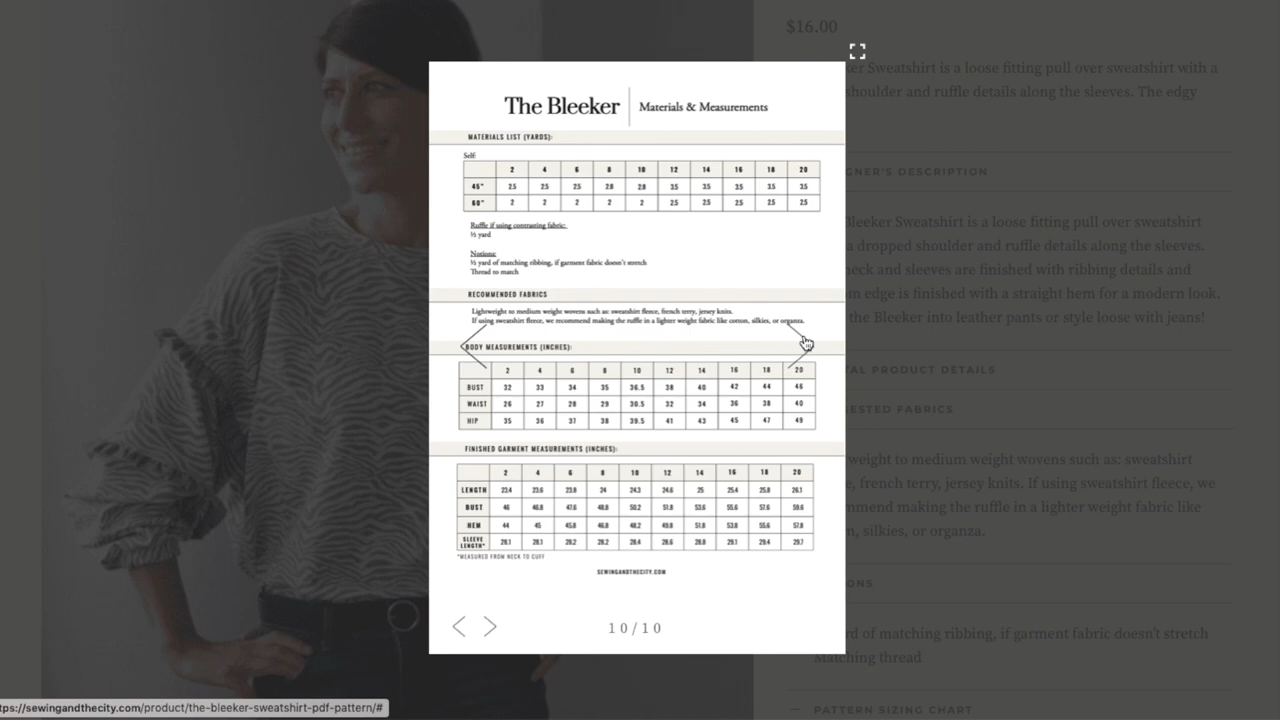 $16.00
ker Sweatshirt is a loose fitting pull over sweatshirt with a
shoulder and ruffle details along the sleeves. The edgy
The Bleeker | Materials & Measurements
MATERIALS LIST (YARDS):
Self:
2 4 6 8 10 12 14 16 18 20
45" 2.5 2.5 2.5 2.8 2.8 3.5 3.5 3.5 3.5 3.5
60" 2 2 2 2 2 2.5 2.5 2.5 2.5 2.5
Ruffle if using contrasting fabric:
½ yard
Notions:
½ yard of matching ribbing, if garment fabric doesn't stretch
Thread to match
RECOMMENDED FABRICS
Lightweight to medium weight wovens such as: sweatshirt fleece, french terry, jersey knits.
If using sweatshirt fleece, we recommend making the ruffle in a lighter weight fabric like cotton, silkies, or organza.
BODY MEASUREMENTS (INCHES):
2 4 6 8 10 12 14 16 18 20
BUST 32 33 34 35 36.5 38 40 42 44 46
WAIST 26 27 28 29 30.5 32 34 36 38 40
HIP 35 36 37 38 39.5 41 43 45 47 49
FINISHED GARMENT MEASUREMENTS (INCHES):
2 4 6 8 10 12 14 16 18 20
LENGTH 23.4 23.6 23.8 24 24.3 24.6 25 25.4 25.8 26.1
BUST 46 46.8 47.6 48.8 50.2 51.8 53.6 55.6 57.6 59.6
HEM 44 45 45.8 46.8 48.2 49.8 51.8 53.8 55.6 57.8
SLEEVE LENGTH* 28.1 28.1 28.2 28.2 28.4 28.6 28.8 29.1 29.4 29.7
*MEASURED FROM NECK TO CUFF
SEWINGANDTHECITY.COM
10/10
GNER'S DESCRIPTION
Bleeker Sweatshirt is a loose fitting pull over sweatshirt
a dropped shoulder and ruffle details along the sleeves.
neck and sleeves are finished with ribbing details and
m edge is finished with a straight hem for a modern look.
the Bleeker into leather pants or style loose with jeans!
TAL PRODUCT DETAILS
ESTED FABRICS
weight to medium weight wovens such as: sweatshirt
e, french terry, jersey knits. If using sweatshirt fleece, we
mmend making the ruffle in a lighter weight fabric like
n, silkies, or organza.
ONS
rd of matching ribbing, if garment fabric doesn't stretch
Matching thread
— PATTERN SIZING CHART
tps://sewingandthecity.com/product/the-bleeker-sweatshirt-pdf-pattern/#